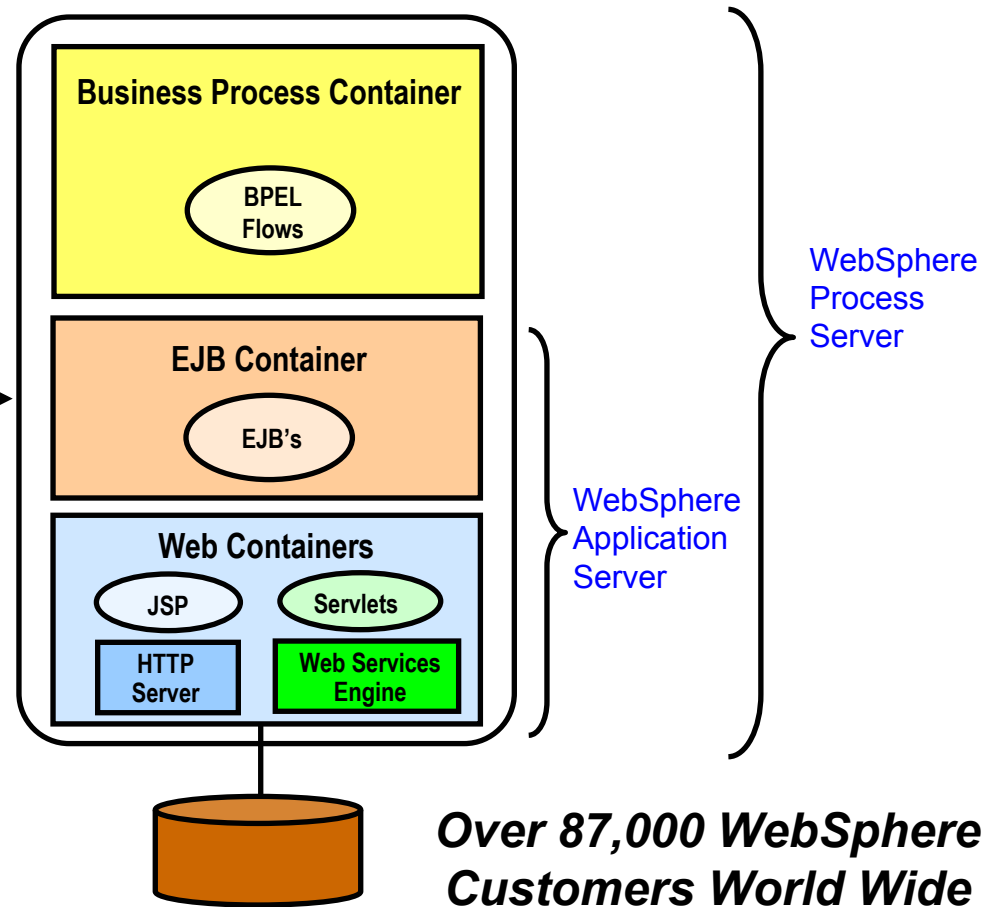 Business Process Container
BPEL
Flows
WebSphere
Process
Server
EJB Container
EJB's
WebSphere
Application
Server
Web Containers
JSP
Servlets
HTTP
Server
Web Services
Engine
Over 87,000 WebSphere
Customers World Wide